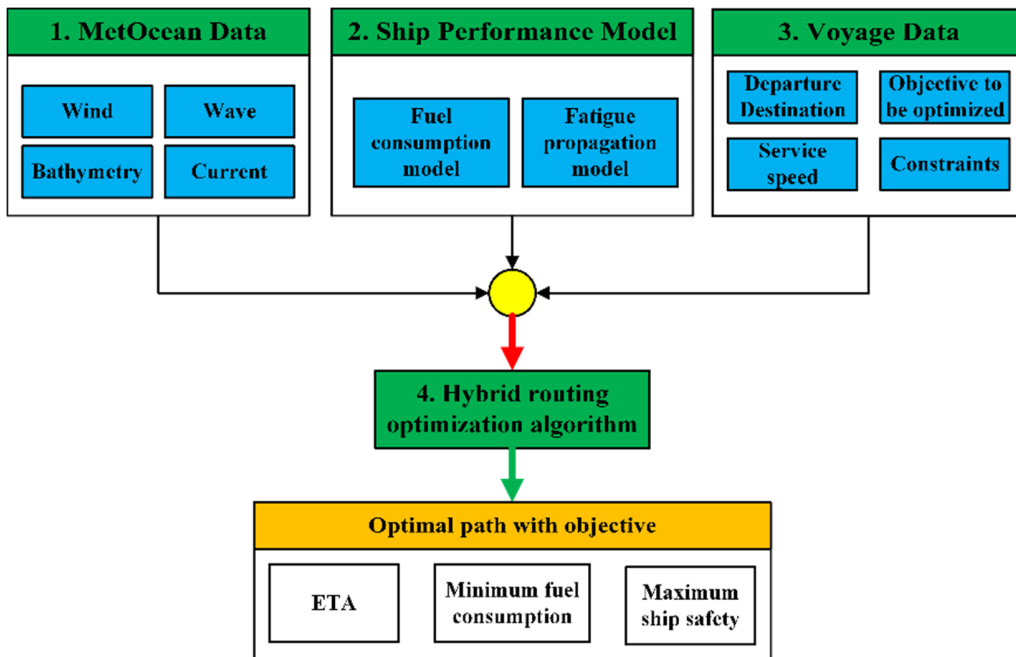 1. MetOcean Data
Wind
Wave
Bathymetry
Current
2. Ship Performance Model
Fuel
consumption
model
Fatigue
propagation
model
3. Voyage Data
Departure
Destination
Objective to
be optimized
Service
speed
Constraints
4. Hybrid routing
optimization algorithm
Optimal path with objective
ETA
Minimum fuel
consumption
Maximum
ship safety